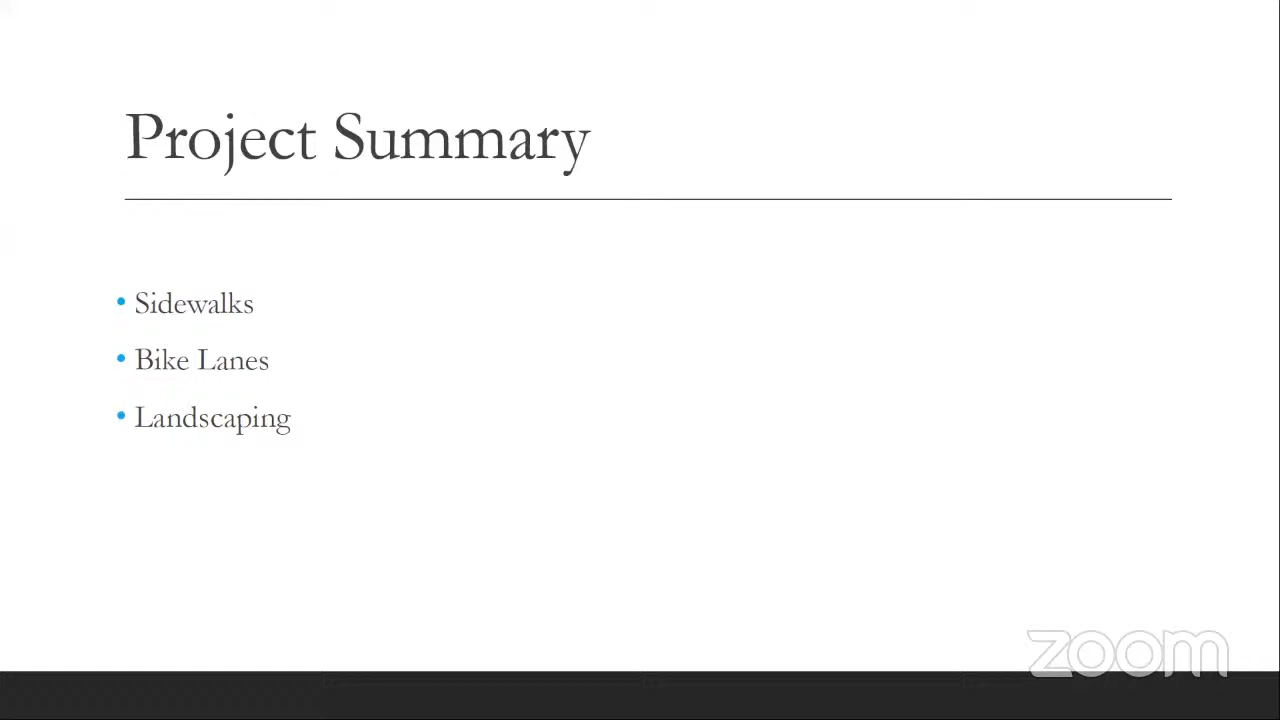 Project Summary
• Sidewalks
• Bike Lanes
• Landscaping
zoom